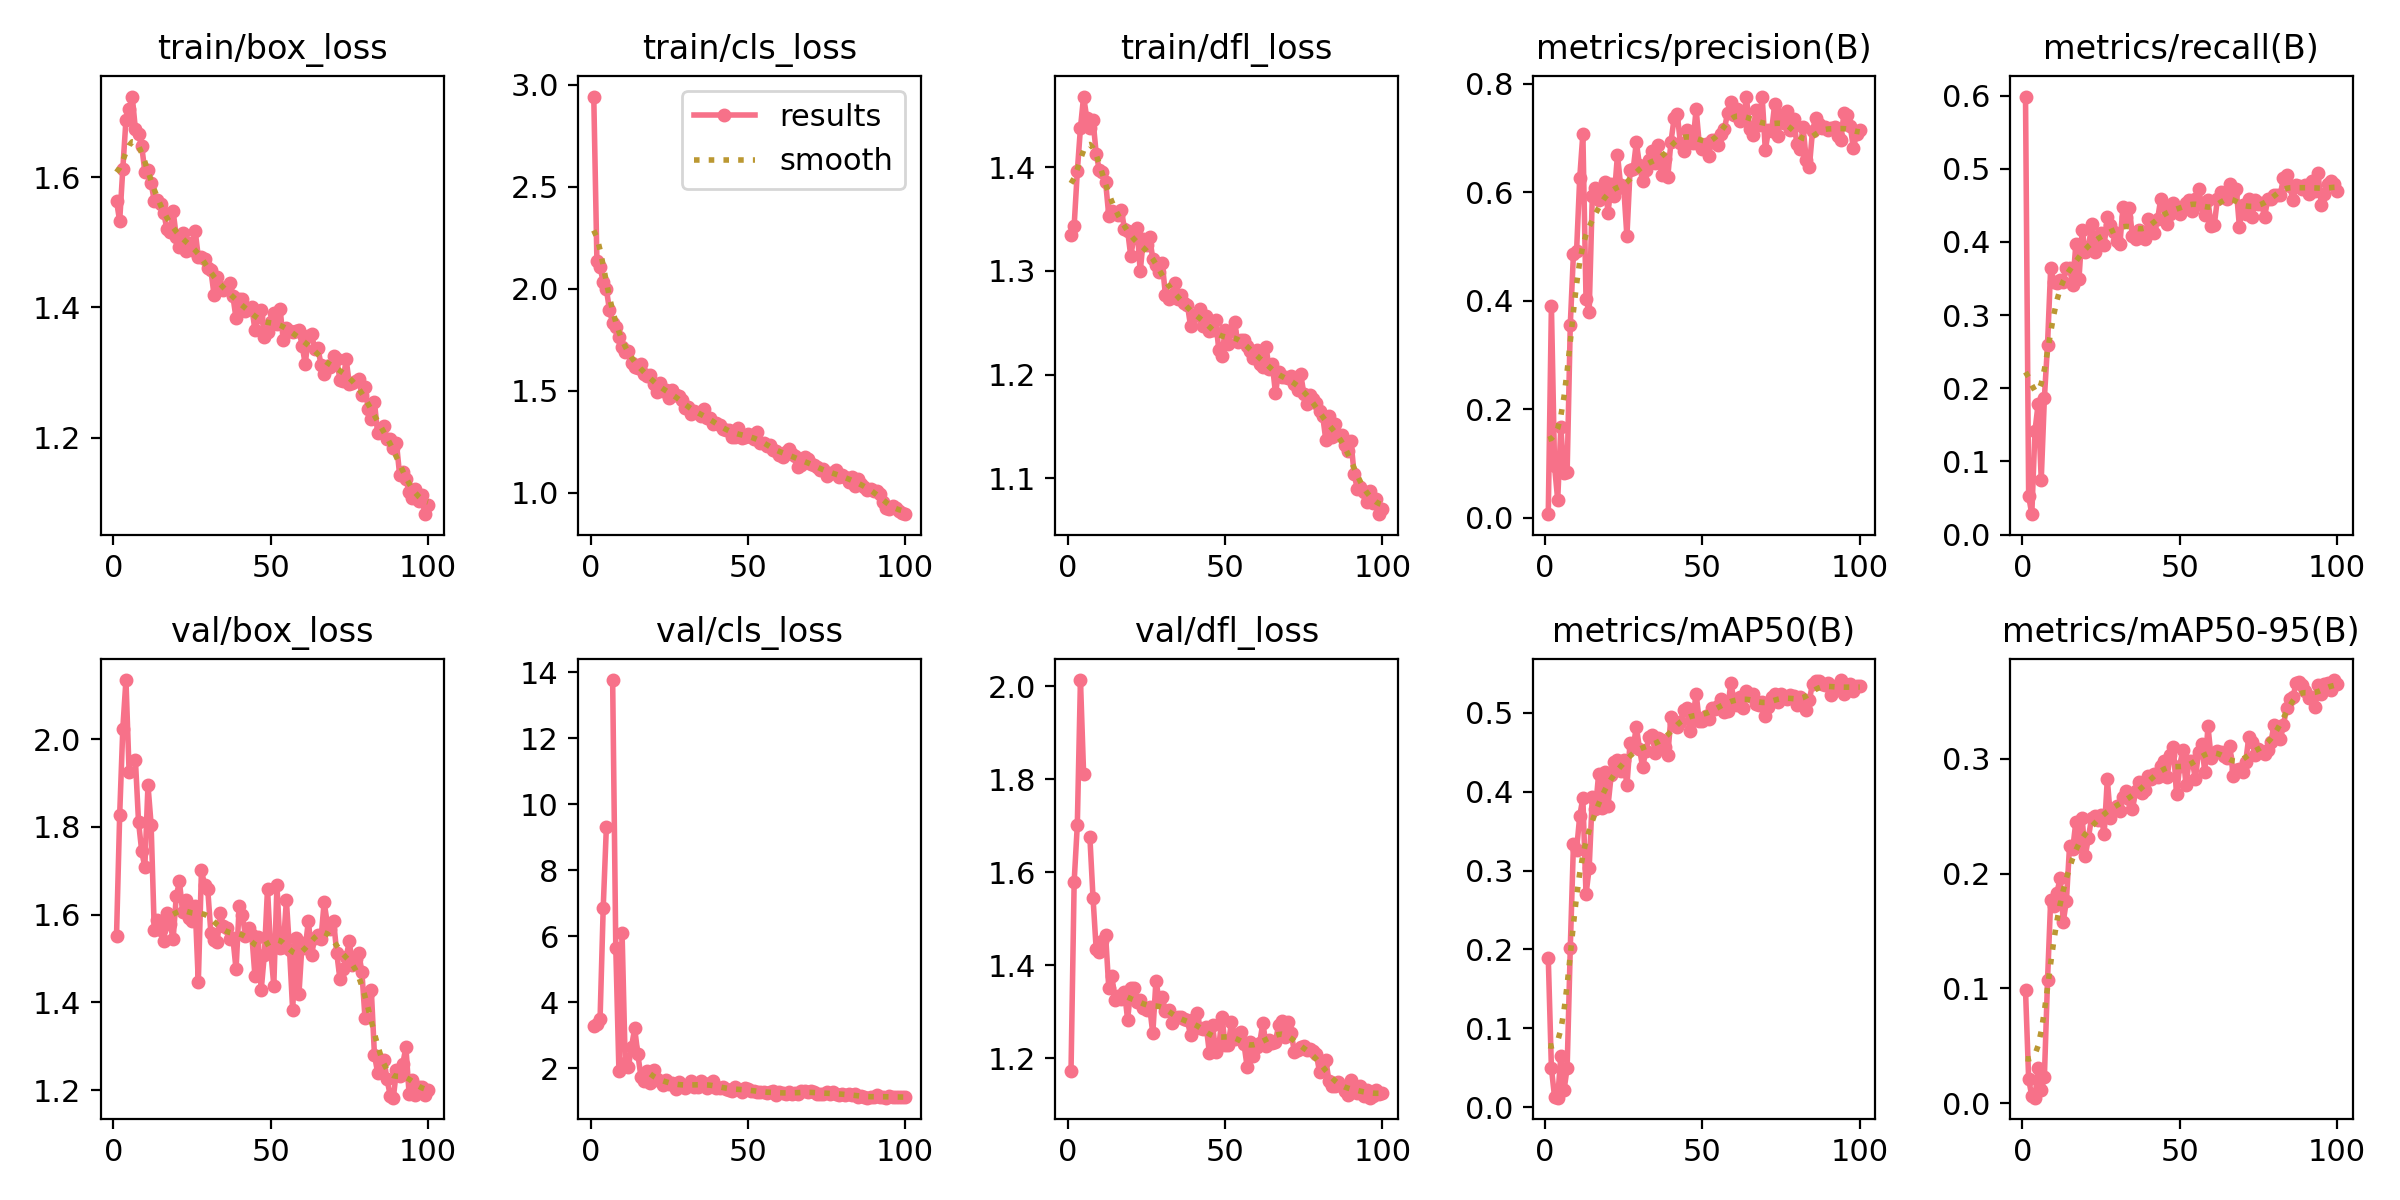 train/box_loss
train/cls_loss
train/dfl_loss
metrics/precision(B)
metrics/recall(B)
1.6
1.4
1.2
0 50 100
3.0
2.5
2.0
1.5
1.0
0 50 100
results
smooth
1.4
1.3
1.2
1.1
0 50 100
0.8
0.6
0.4
0.2
0.0
0 50 100
0.6
0.5
0.4
0.3
0.2
0.1
0.0
0 50 100
val/box_loss
val/cls_loss
val/dfl_loss
metrics/mAP50(B)
metrics/mAP50-95(B)
2.0
1.8
1.6
1.4
1.2
0 50 100
14
12
10
8
6
4
2
0 50 100
2.0
1.8
1.6
1.4
1.2
0 50 100
0.5
0.4
0.3
0.2
0.1
0.0
0 50 100
0.3
0.2
0.1
0.0
0 50 100